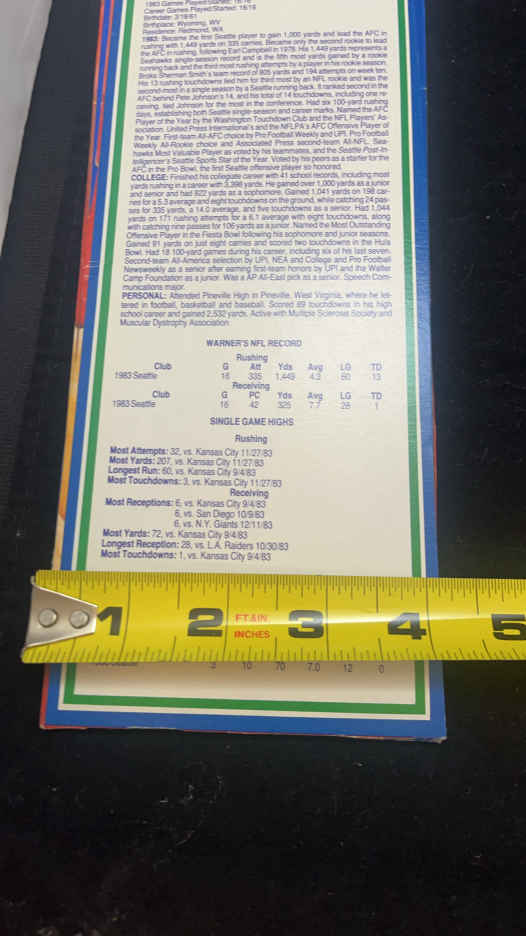 1983 Games Played/Started: 16/16
Career Games Played/Started: 16/16
Birthdate: 3/18/61
Birthplace: Wyoming, WV
Residence: Redmond, WA
1983: Became the first Seattle player to gain 1,000 yards and lead the AFC in
rushing with 1,449 yards on 335 carries. Became only the second rookie to lead
the AFC in rushing, following Earl Campbell in 1978. His 1,449 yards represents a
Seahawks single-season record and is the fifth most yards gained by a rookie
running back and the third most rushing attempts by a player in his rookie season.
Broke Sherman Smith's team record of 805 yards and 194 attempts on week ten.
His 13 rushing touchdowns tied him for third most by an NFL rookie and was the
second-most in a single season by a Seattle running back. It ranked second in the
AFC behind Pete Johnson's 14, and his total of 14 touchdowns, including one re-
ceiving, tied Johnson for the most in the conference. Had six 100-yard rushing
days, establishing both Seattle single-season and career marks. Named the AFC
Player of the Year by the Washington Touchdown Club and the NFL Players' As-
sociation. United Press International's and the NFLPA's AFC Offensive Player of
the Year. First-team All-AFC choice by Pro Football Weekly and UPI, Pro Football
Weekly All-Rookie choice and Associated Press second-team All-NFL. Sea-
hawks Most Valuable Player as voted by his teammates, and the Seattle Post-In-
telligencer's Seattle Sports Star of the Year. Voted by his peers as a starter for the
AFC in the Pro Bowl, the first Seattle offensive player so honored.
COLLEGE: Finished his collegiate career with 41 school records, including most
yards rushing in a career with 3,398 yards. He gained over 1,000 yards as a junior
and senior and had 922 yards as a sophomore. Gained 1,041 yards on 198 car-
ries for a 5.3 average and eight touchdowns on the ground, while catching 24 pas-
ses for 335 yards, a 14.0 average, and five touchdowns as a senior. Had 1,044
yards on 171 rushing attempts for a 6.1 average with eight touchdowns, along
with catching nine passes for 106 yards as a junior. Named the Most Outstanding
Offensive Player in the Fiesta Bowl following his sophomore and junior seasons.
Gained 91 yards on just eight carries and scored two touchdowns in the Hula
Bowl. Had 18 100-yard games during his career, including six of his last seven.
Second-team All-America selection by UPI, NEA and College and Pro Football
Newsweekly as a senior after earning first-team honors by UPI and the Walter
Camp Foundation as a junior. Was a AP All-East pick as a senior. Speech Com-
munications major.
PERSONAL: Attended Pineville High in Pineville, West Virginia, where he let-
tered in football, basketball and baseball. Scored 89 touchdowns in his high
school career and gained 2,532 yards. Active with Multiple Sclerosis Society and
Muscular Dystrophy Association
WARNER'S NFL RECORD
Rushing
Club G Att Yds Avg LG TD
1983 Seattle 16 335 1,449 4.3 60 13
Receiving
Club G PC Yds Avg LG TD
1983 Seattle 16 42 325 7.7 28 1
SINGLE GAME HIGHS
Rushing
Most Attempts: 32, vs. Kansas City 11/27/83
Most Yards: 207, vs. Kansas City 11/27/83
Longest Run: 60, vs. Kansas City 9/4/83
Most Touchdowns: 3, vs. Kansas City 11/27/83
Receiving
Most Receptions: 6, vs. Kansas City 9/4/83
6, vs. San Diego 10/9/83
6, vs. N.Y. Giants 12/11/83
Most Yards: 72, vs. Kansas City 9/4/83
Longest Reception: 28, vs. L.A. Raiders 10/30/83
Most Touchdowns: 1, vs. Kansas City 9/4/83
1 2 FT&IN INCHES 3 4 5
10 70 7.0 12 0